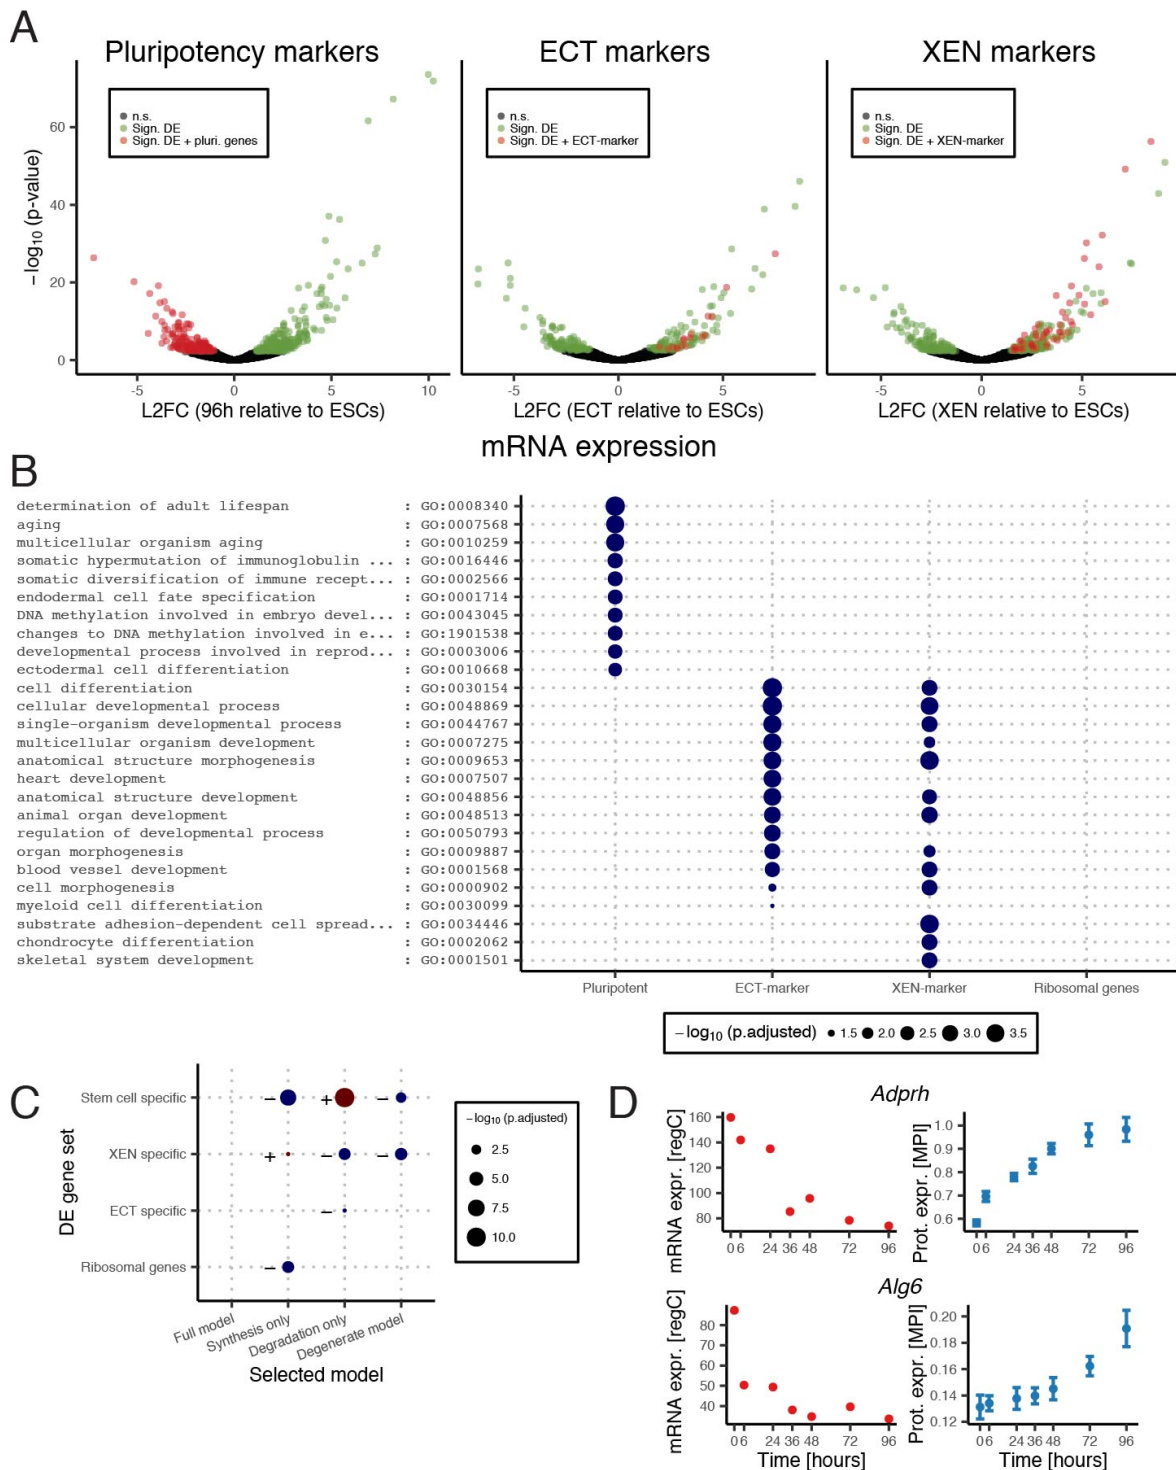 A
Pluripotency markers
ECT markers
XEN markers
n.s.
Sign. DE
Sign. DE + pluri. genes
n.s.
Sign. DE
Sign. DE + ECT-marker
n.s.
Sign. DE
Sign. DE + XEN-marker
−log10 (p-value)
60
40
20
0
-5 0 5 10
-5 0 5
-5 0 5
L2FC (96h relative to ESCs)
L2FC (ECT relative to ESCs)
L2FC (XEN relative to ESCs)
mRNA expression
B
determination of adult lifespan : GO:0008340
aging : GO:0007568
multicellular organism aging : GO:0010259
somatic hypermutation of immunoglobulin ... : GO:0016446
somatic diversification of immune recept... : GO:0002566
endodermal cell fate specification : GO:0001714
DNA methylation involved in embryo devel... : GO:0043045
changes to DNA methylation involved in e... : GO:1901538
developmental process involved in reprod... : GO:0003006
ectodermal cell differentiation : GO:0010668
cell differentiation : GO:0030154
cellular developmental process : GO:0048869
single-organism developmental process : GO:0044767
multicellular organism development : GO:0007275
anatomical structure morphogenesis : GO:0009653
heart development : GO:0007507
anatomical structure development : GO:0048856
animal organ development : GO:0048513
regulation of developmental process : GO:0050793
organ morphogenesis : GO:0009887
blood vessel development : GO:0001568
cell morphogenesis : GO:0000902
myeloid cell differentiation : GO:0030099
substrate adhesion-dependent cell spread... : GO:0034446
chondrocyte differentiation : GO:0002062
skeletal system development : GO:0001501
Pluripotent ECT-marker XEN-marker Ribosomal genes
−log10 (p.adjusted) 1.5 2.0 2.5 3.0 3.5
C
DE gene set
Stem cell specific − + −
XEN specific + − −
ECT specific −
Ribosomal genes −
Full model
Synthesis only
Degradation only
Degenerate model
Selected model
−log10 (p.adjusted)
2.5
5.0
7.5
10.0
D
Adprh
mRNA expr. [regC]
160
140
120
100
80
0 6 24 36 48 72 96
Prot. expr. [MPI]
1.0
0.9
0.8
0.7
0.6
0 6 24 36 48 72 96
Alg6
mRNA expr. [regC]
80
70
60
50
40
0 6 24 36 48 72 96
Time [hours]
Prot. expr. [MPI]
0.20
0.18
0.16
0.14
0.12
0 6 24 36 48 72 96
Time [hours]